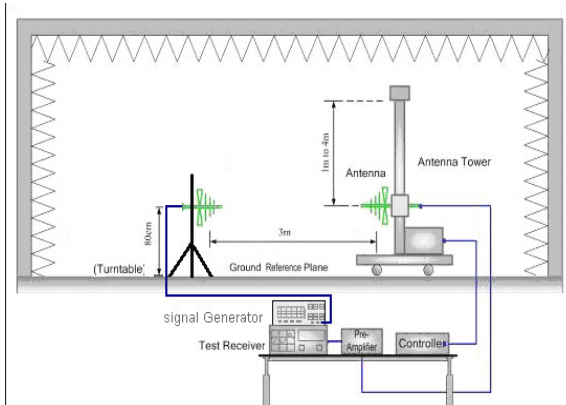 1m to 4m
Antenna Tower
Antenna
80cm
3m
(Turntable)
Ground Reference Plane
signal Generator
Test Receiver
Pre-
Amplifier
Controller